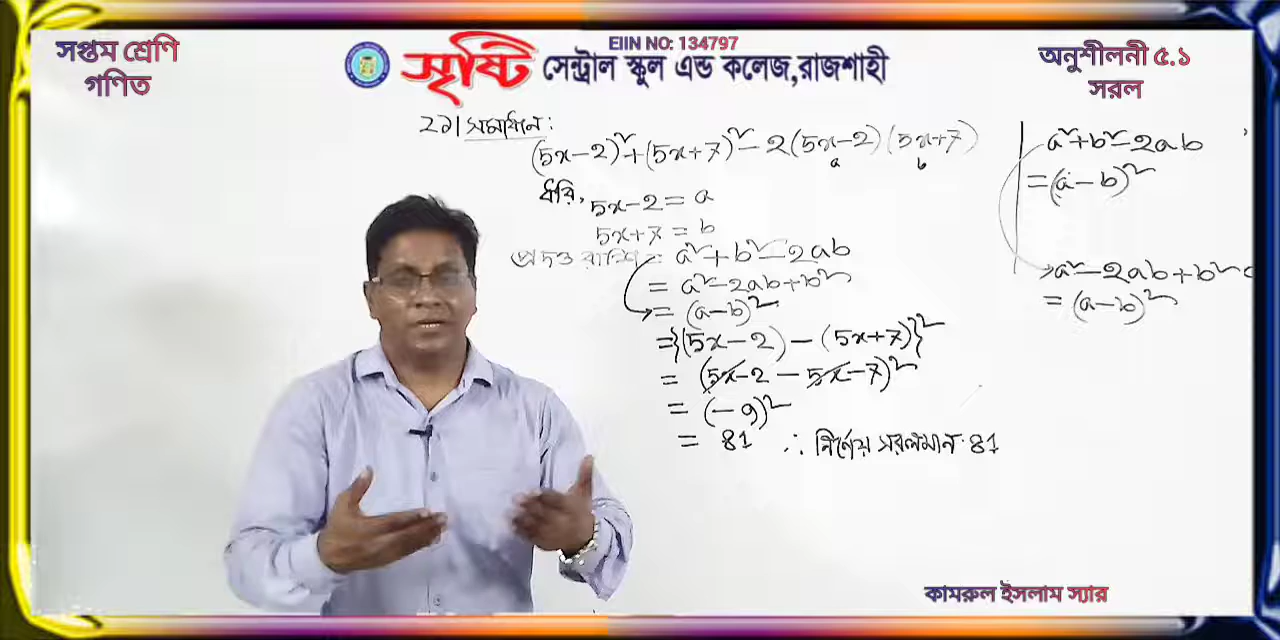 সপ্তম শ্রেণি
গণিত
EIIN NO: 134797
সৃষ্টি সেন্ট্রাল স্কুল এন্ড কলেজ,রাজশাহী
অনুশীলনী ৫.১
সরল
২১। সমাধান:
(5x-2)²+(5x+7)²-2(5x-2)(5x+7)
a b
ধরি, 5x-2 = a
5x+7 = b
প্রদত্ত রাশি = a²+b²-2ab
= a²-2ab+b²
= (a-b)²
={(5x-2)-(5x+7)}²
= (5x-2-5x-7)²
= (-9)²
= 81 ∴ নির্ণেয় সরলমান 81
a²+b²-2ab
=(a-b)²
a²-2ab+b²
= (a-b)²
কামরুল ইসলাম স্যার